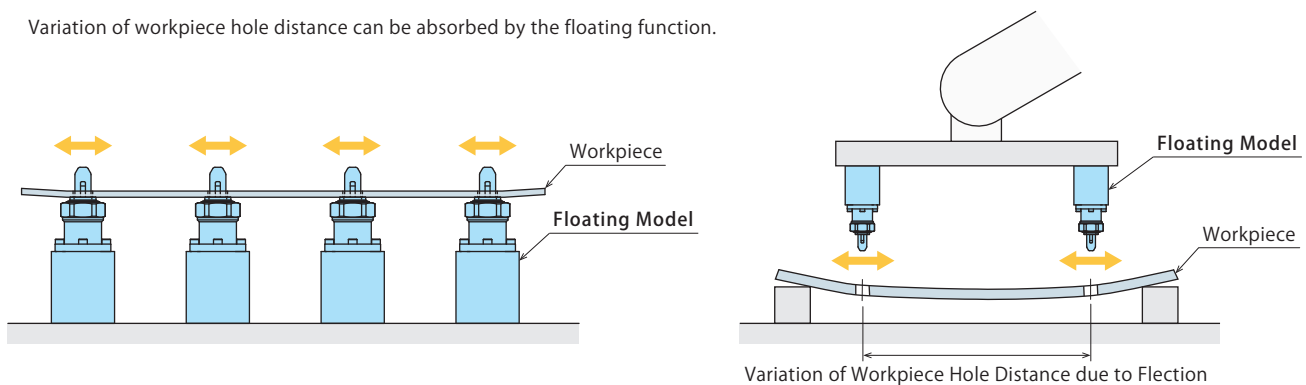 Variation of workpiece hole distance can be absorbed by the floating function.
Workpiece
Floating Model
Floating Model
Workpiece
Variation of Workpiece Hole Distance due to Flection